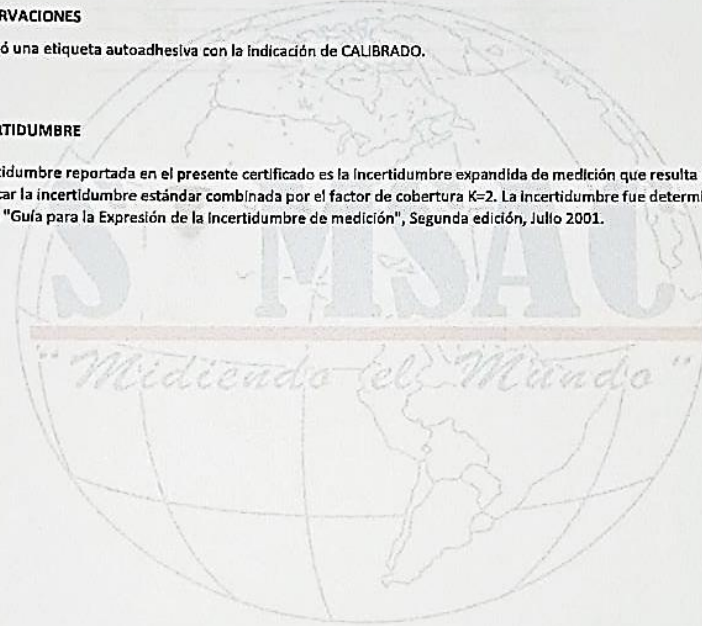 RVACIONES
ó una etiqueta autoadhesiva con la indicación de CALIBRADO.
RTIDUMBRE
tidumbre reportada en el presente certificado es la incertidumbre expandida de medición que resulta
ar la incertidumbre estándar combinada por el factor de cobertura K=2. La incertidumbre fue determi
"Guía para la Expresión de la incertidumbre de medición", Segunda edición, Julio 2001.
S MSAC
"Midiendo el Mundo"